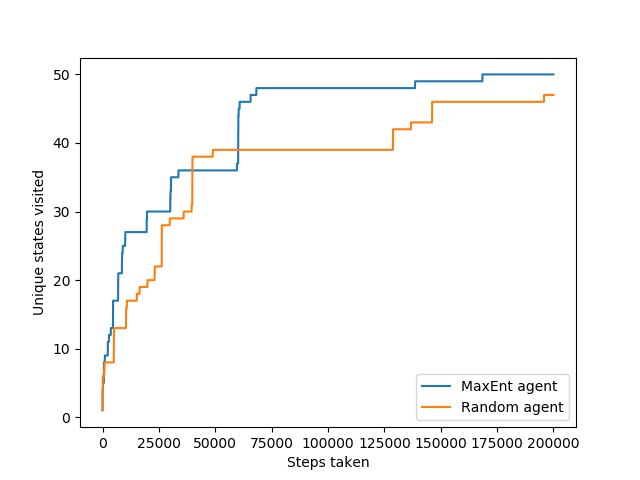 50
40
30
20
10
0
Unique states visited
0 25000 50000 75000 100000 125000 150000 175000 200000
Steps taken
MaxEnt agent
Random agent